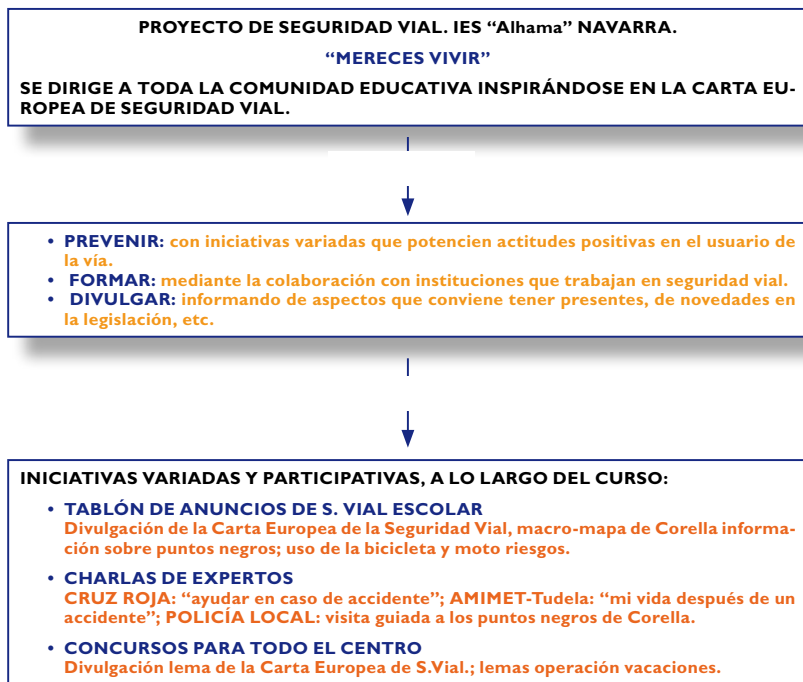 PROYECTO DE SEGURIDAD VIAL. IES “Alhama” NAVARRA.
“MERECES VIVIR”
SE DIRIGE A TODA LA COMUNIDAD EDUCATIVA INSPIRÁNDOSE EN LA CARTA EU-
ROPEA DE SEGURIDAD VIAL.
• PREVENIR: con iniciativas variadas que potencien actitudes positivas en el usuario de
la vía.
• FORMAR: mediante la colaboración con instituciones que trabajan en seguridad vial.
• DIVULGAR: informando de aspectos que conviene tener presentes, de novedades en
la legislación, etc.
INICIATIVAS VARIADAS Y PARTICIPATIVAS, A LO LARGO DEL CURSO:
• TABLÓN DE ANUNCIOS DE S. VIAL ESCOLAR
Divulgación de la Carta Europea de la Seguridad Vial, macro-mapa de Corella informa-
ción sobre puntos negros; uso de la bicicleta y moto riesgos.
• CHARLAS DE EXPERTOS
CRUZ ROJA: “ayudar en caso de accidente”; AMIMET-Tudela: “mi vida después de un
accidente”; POLICÍA LOCAL: visita guiada a los puntos negros de Corella.
• CONCURSOS PARA TODO EL CENTRO
Divulgación lema de la Carta Europea de S.Vial.; lemas operación vacaciones.